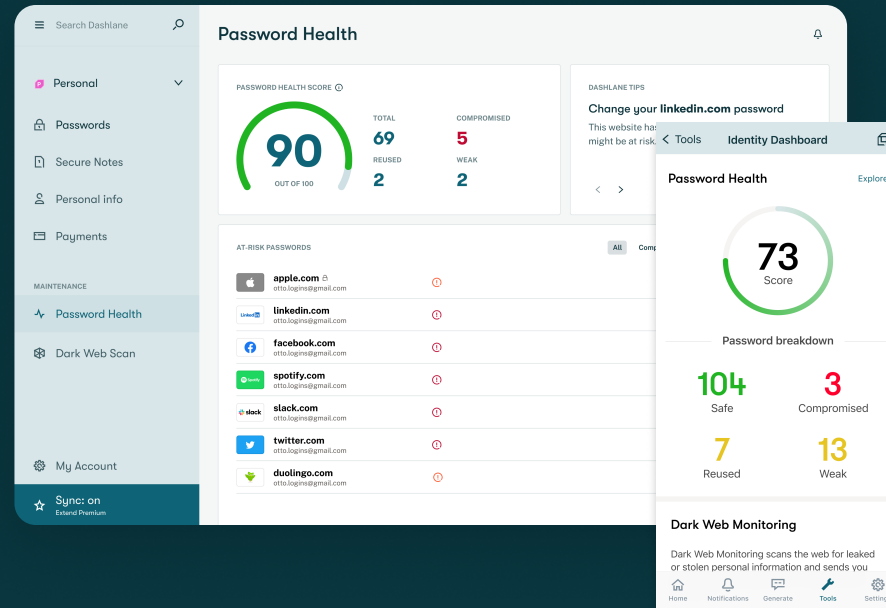 Search Dashlane
Personal
Passwords
Secure Notes
Personal info
Payments
MAINTENANCE
Password Health
Dark Web Scan
My Account
Sync: on
Extend Premium
Password Health
PASSWORD HEALTH SCORE
90
OUT OF 100
TOTAL
69
COMPROMISED
5
REUSED
2
WEAK
2
DASHLANE TIPS
Change your linkedin.com password
This website has
might be at risk.
AT-RISK PASSWORDS
All
apple.com
otto.logins@gmail.com
Linked in
linkedin.com
otto.logins@gmail.com
facebook.com
otto.logins@gmail.com
Spotify
spotify.com
otto.logins@gmail.com
slack
slack.com
otto.logins@gmail.com
twitter.com
otto.logins@gmail.com
duolingo.com
otto.logins@gmail.com
Tools
Identity Dashboard
Password Health
Explore
73
Score
Password breakdown
104
Safe
3
Compromised
7
Reused
13
Weak
Dark Web Monitoring
Dark Web Monitoring scans the web for leaked
or stolen personal information and sends you
Home
Notifications
Generate
Tools